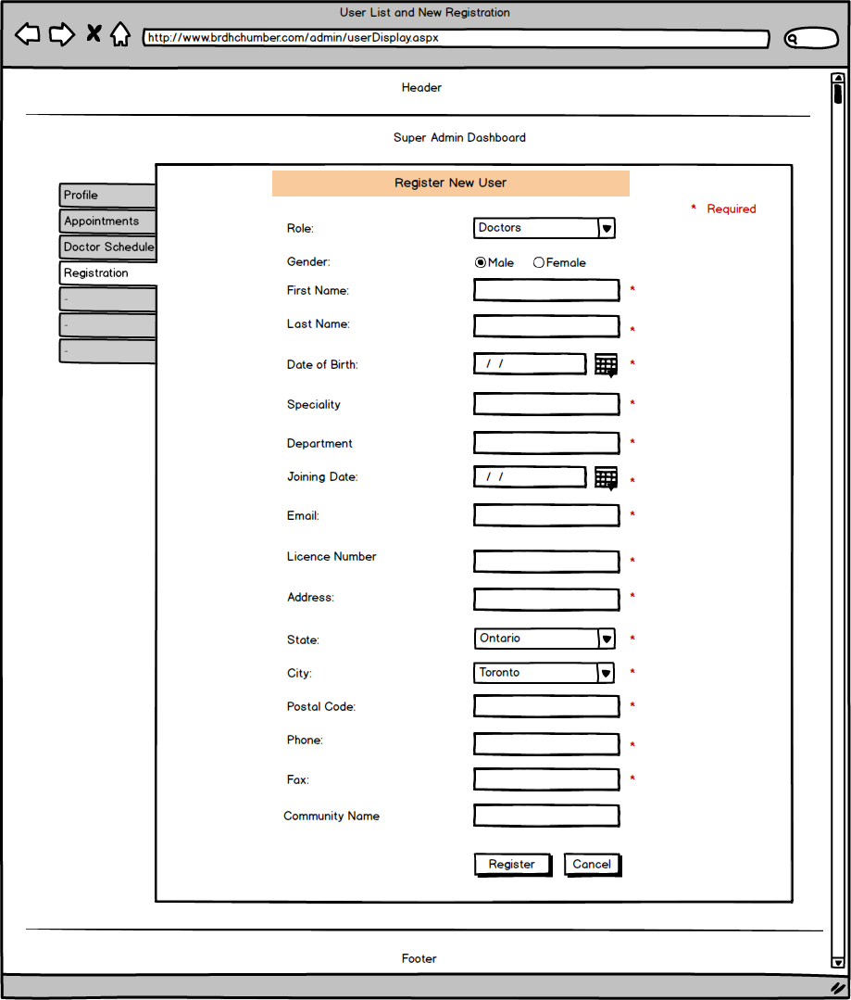 User List and New Registration
http://www.brdhchumber.com/admin/userDisplay.aspx
Header
Super Admin Dashboard
Profile
Appointments
Doctor Schedule
Registration
-
-
-
Register New User
* Required
Role: Doctors
Gender: Male Female
First Name: *
Last Name: *
Date of Birth: / / *
Speciality *
Department *
Joining Date: / / *
Email: *
Licence Number *
Address: *
State: Ontario *
City: Toronto *
Postal Code: *
Phone: *
Fax: *
Community Name
Register Cancel
Footer